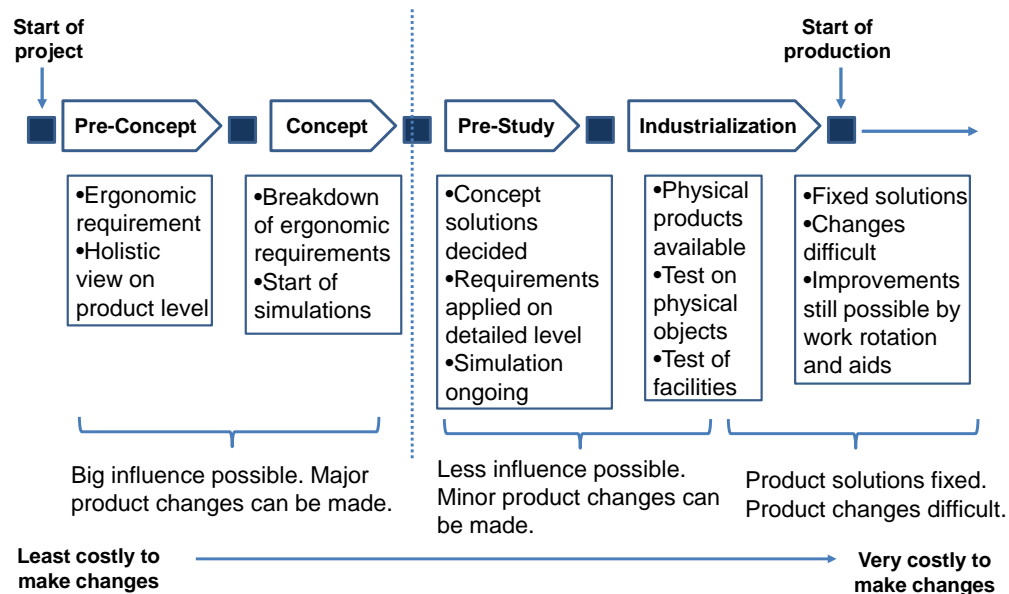 Start of
project
Start of
production
Pre-Concept
Concept
Pre-Study
Industrialization
•Ergonomic
requirement
•Holistic
view on
product level
•Breakdown
of ergonomic
requirements
•Start of
simulations
•Concept
solutions
decided
•Requirements
applied on
detailed level
•Simulation
ongoing
•Physical
products
available
•Test on
physical
objects
•Test of
facilities
•Fixed solutions
•Changes
difficult
•Improvements
still possible by
work rotation
and aids
Big influence possible. Major
product changes can be made.
Less influence possible.
Minor product changes can
be made.
Product solutions fixed.
Product changes difficult.
Least costly to
make changes
Very costly to
make changes